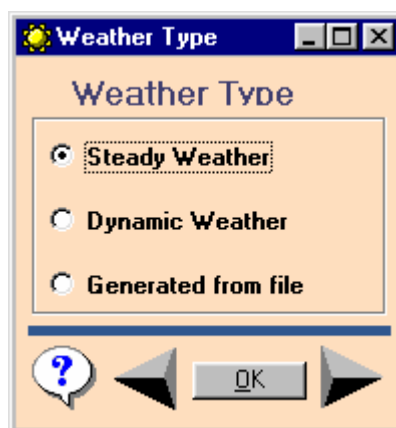 Weather Type
Weather Type
Steady Weather
Dynamic Weather
Generated from file
?
OK